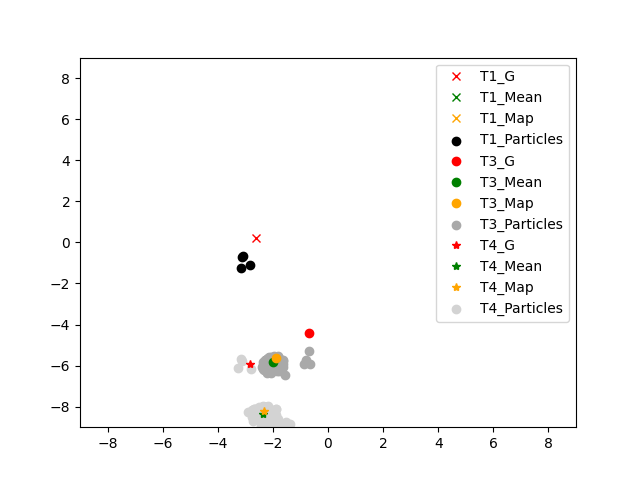 8
6
4
2
0
−2
−4
−6
−8
−8 −6 −4 −2 0 2 4 6 8
T1_G
T1_Mean
T1_Map
T1_Particles
T3_G
T3_Mean
T3_Map
T3_Particles
T4_G
T4_Mean
T4_Map
T4_Particles